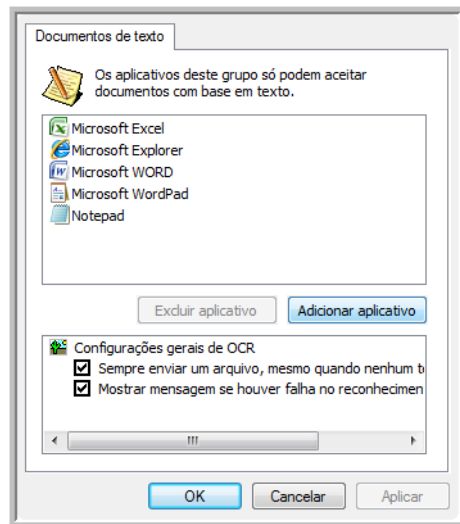 Documentos de texto
Os aplicativos deste grupo só podem aceitar
documentos com base em texto.
Microsoft Excel
Microsoft Explorer
Microsoft WORD
Microsoft WordPad
Notepad
Excluir aplicativo Adicionar aplicativo
Configurações gerais de OCR
Sempre enviar um arquivo, mesmo quando nenhum t
Mostrar mensagem se houver falha no reconhecimen
OK Cancelar Aplicar